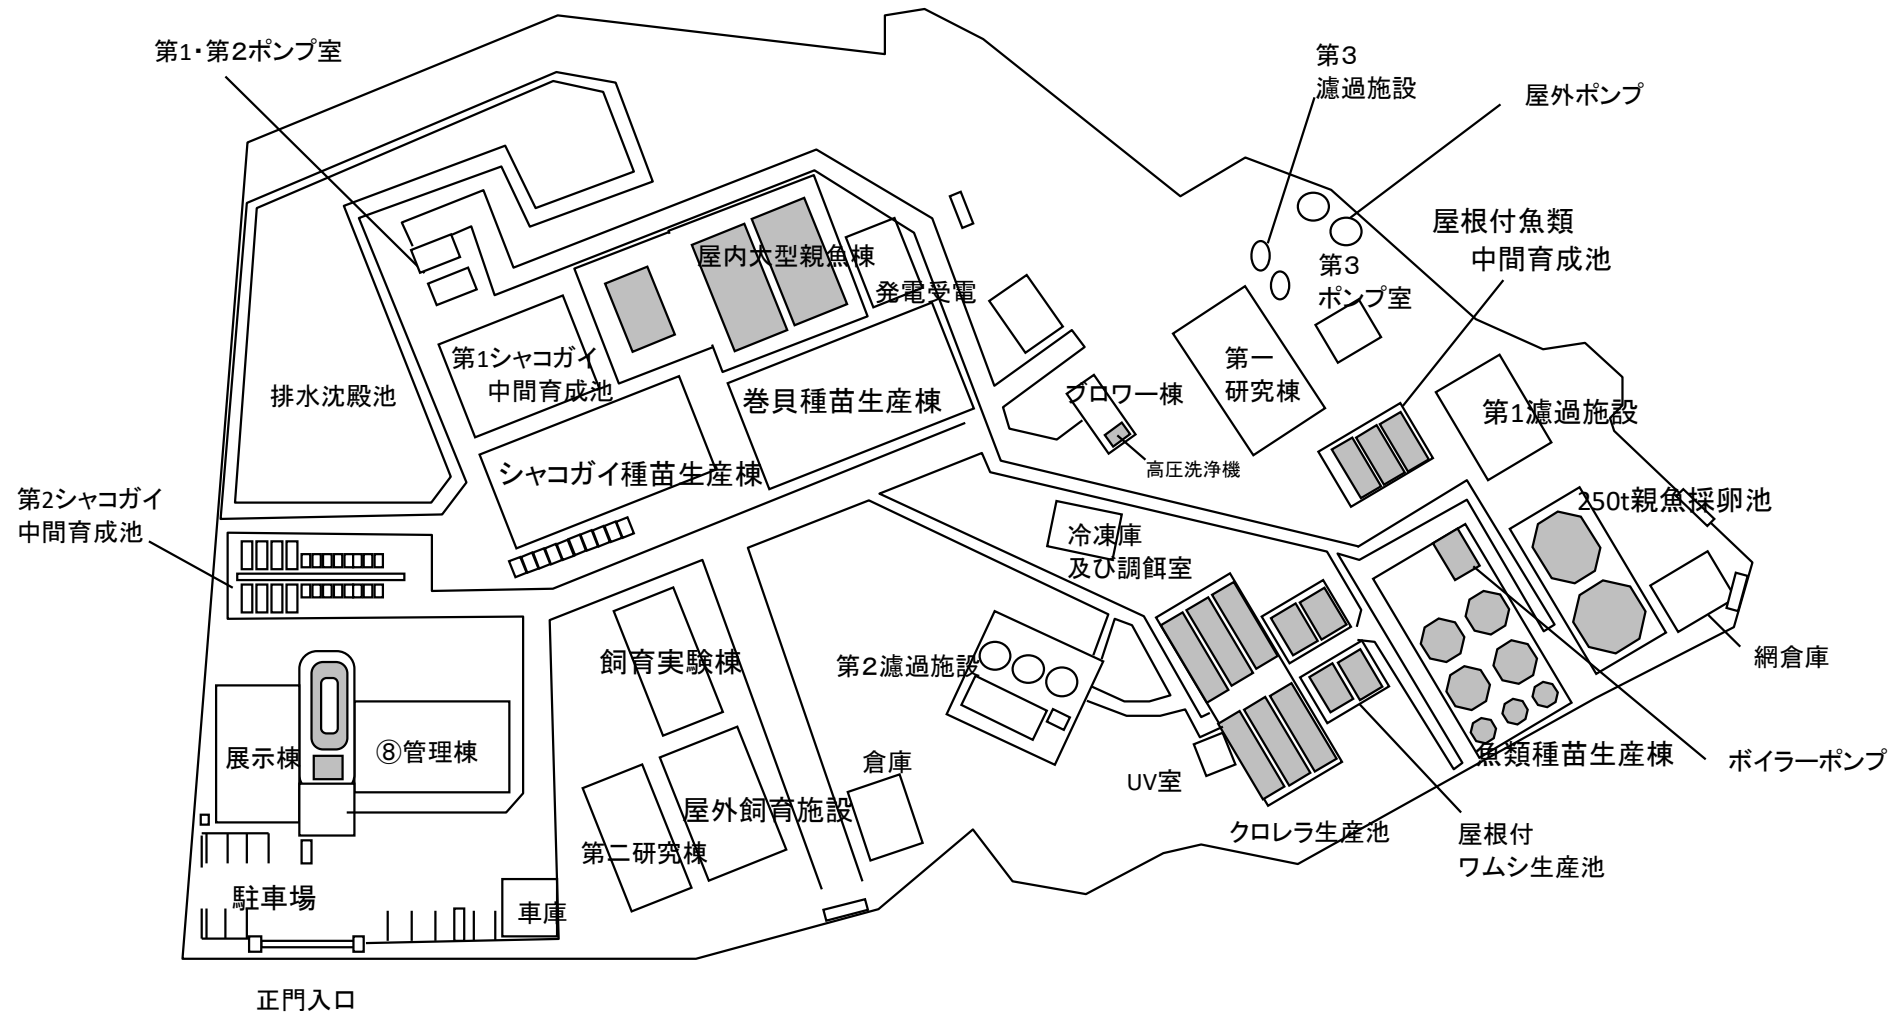 第1・第2ポンプ室
第3
濾過施設
屋外ポンプ
屋根付魚類
中間育成池
屋内大型親魚棟
発電受電
第3
ポンプ室
第1シャコガイ
中間育成池
排水沈殿池
巻貝種苗生産棟
ブロワー棟
第一
研究棟
第1濾過施設
シャコガイ種苗生産棟
高圧洗浄機
第2シャコガイ
中間育成池
250t親魚採卵池
冷凍庫
及び調餌室
飼育実験棟
第2濾過施設
網倉庫
展示棟
⑧管理棟
倉庫
UV室
魚類種苗生産棟
ボイラーポンプ
屋外飼育施設
第二研究棟
クロレラ生産池
屋根付
ワムシ生産池
駐車場
車庫
正門入口